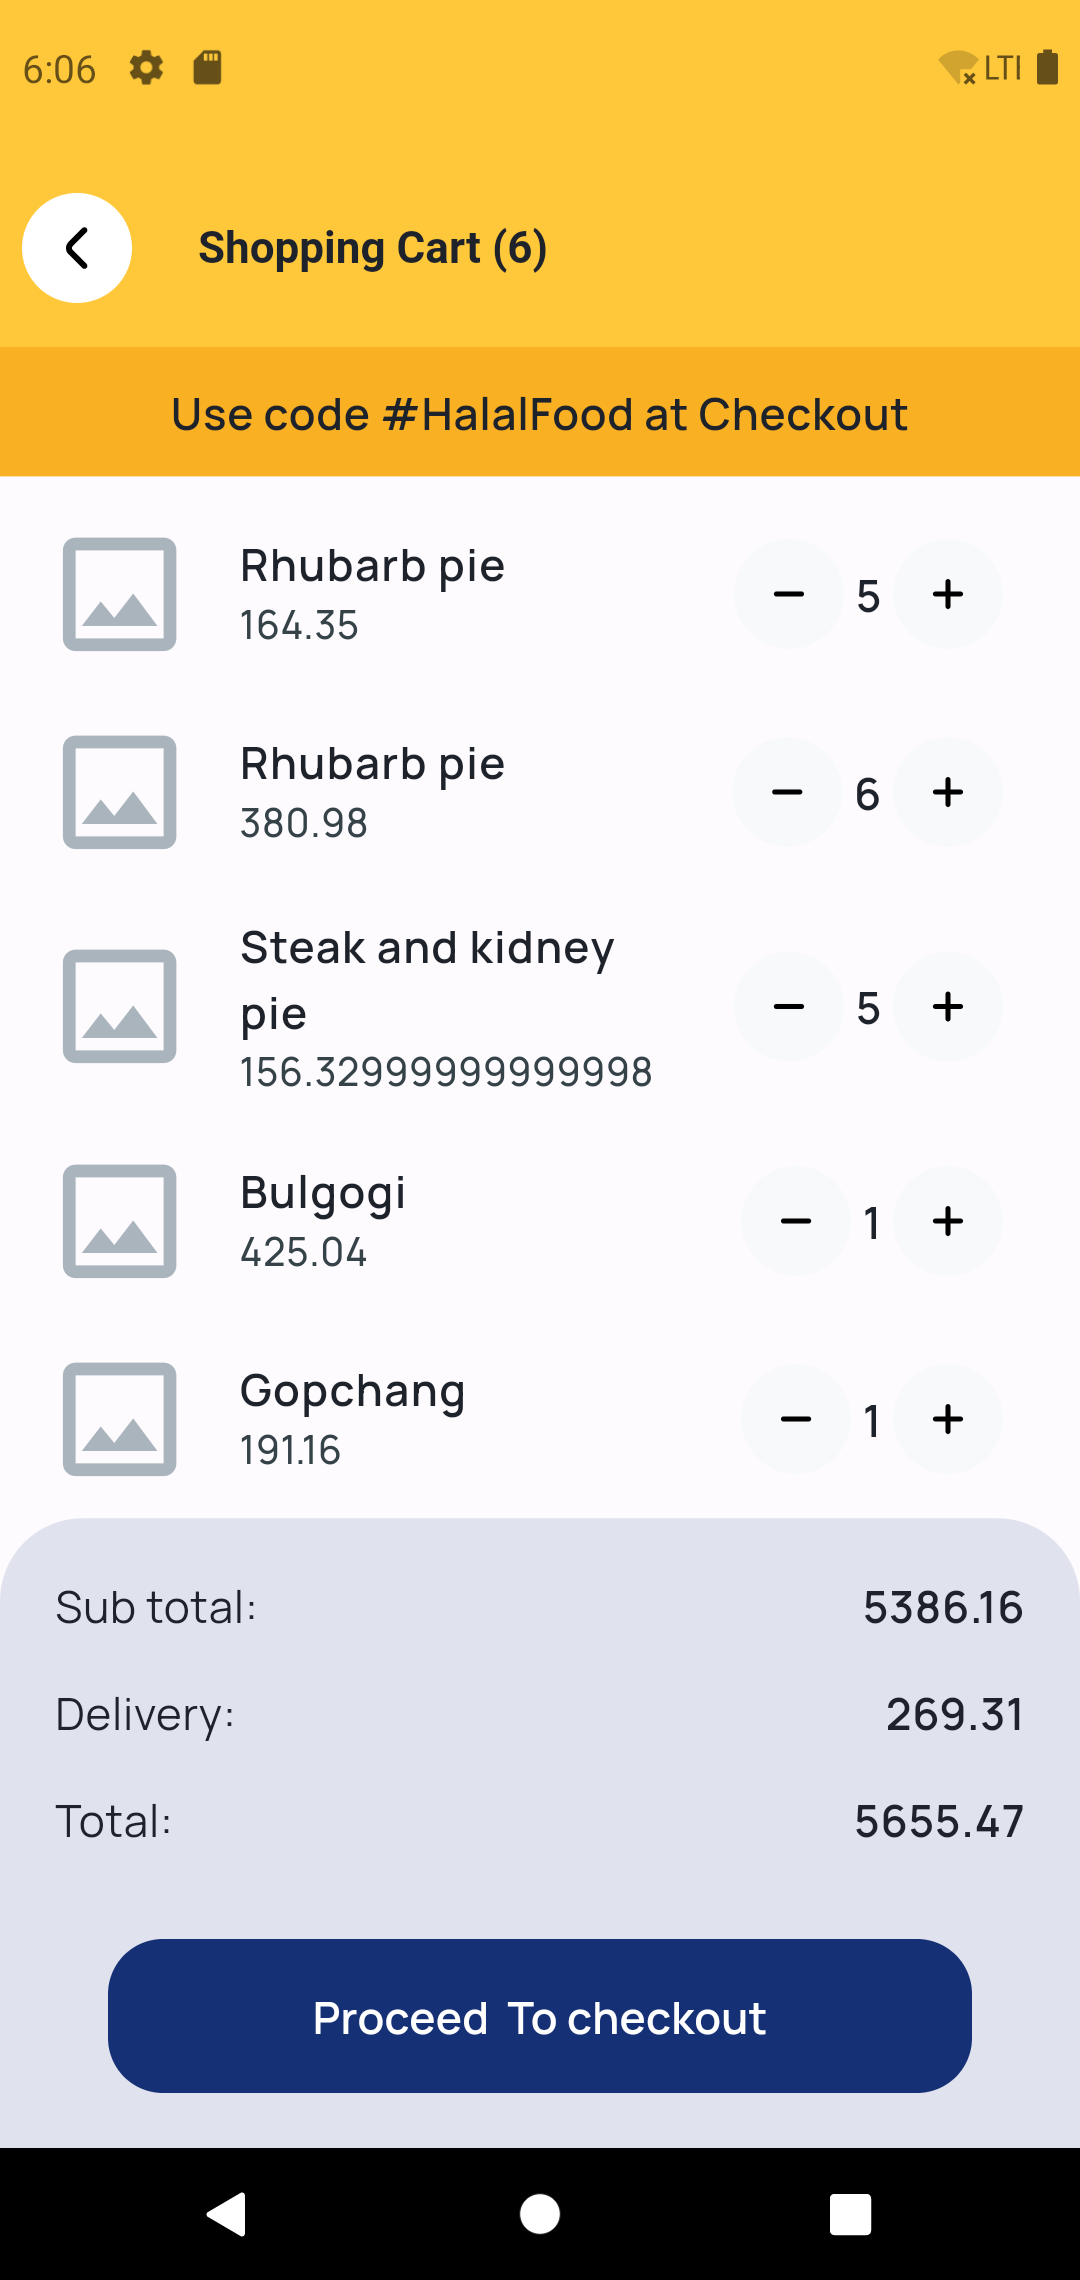 6:06 LTE
Shopping Cart (6)
Use code #HalalFood at Checkout
Rhubarb pie
164.35
5
Rhubarb pie
380.98
6
Steak and kidney
pie
156.32999999999998
5
Bulgogi
425.04
1
Gopchang
191.16
1
Sub total: 5386.16
Delivery: 269.31
Total: 5655.47
Proceed To checkout